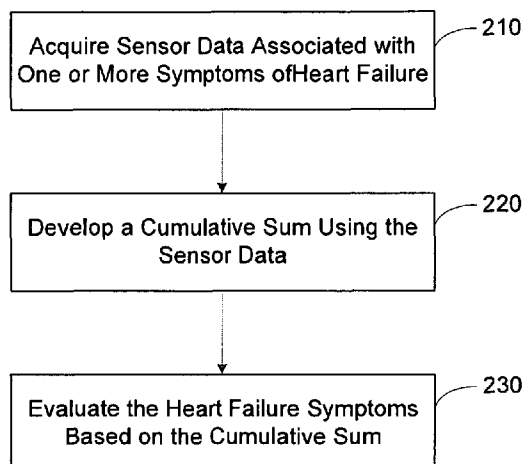 Acquire Sensor Data Associated with
One or More Symptoms ofHeart Failure
210
Develop a Cumulative Sum Using the
Sensor Data
220
Evaluate the Heart Failure Symptoms
Based on the Cumulative Sum
230